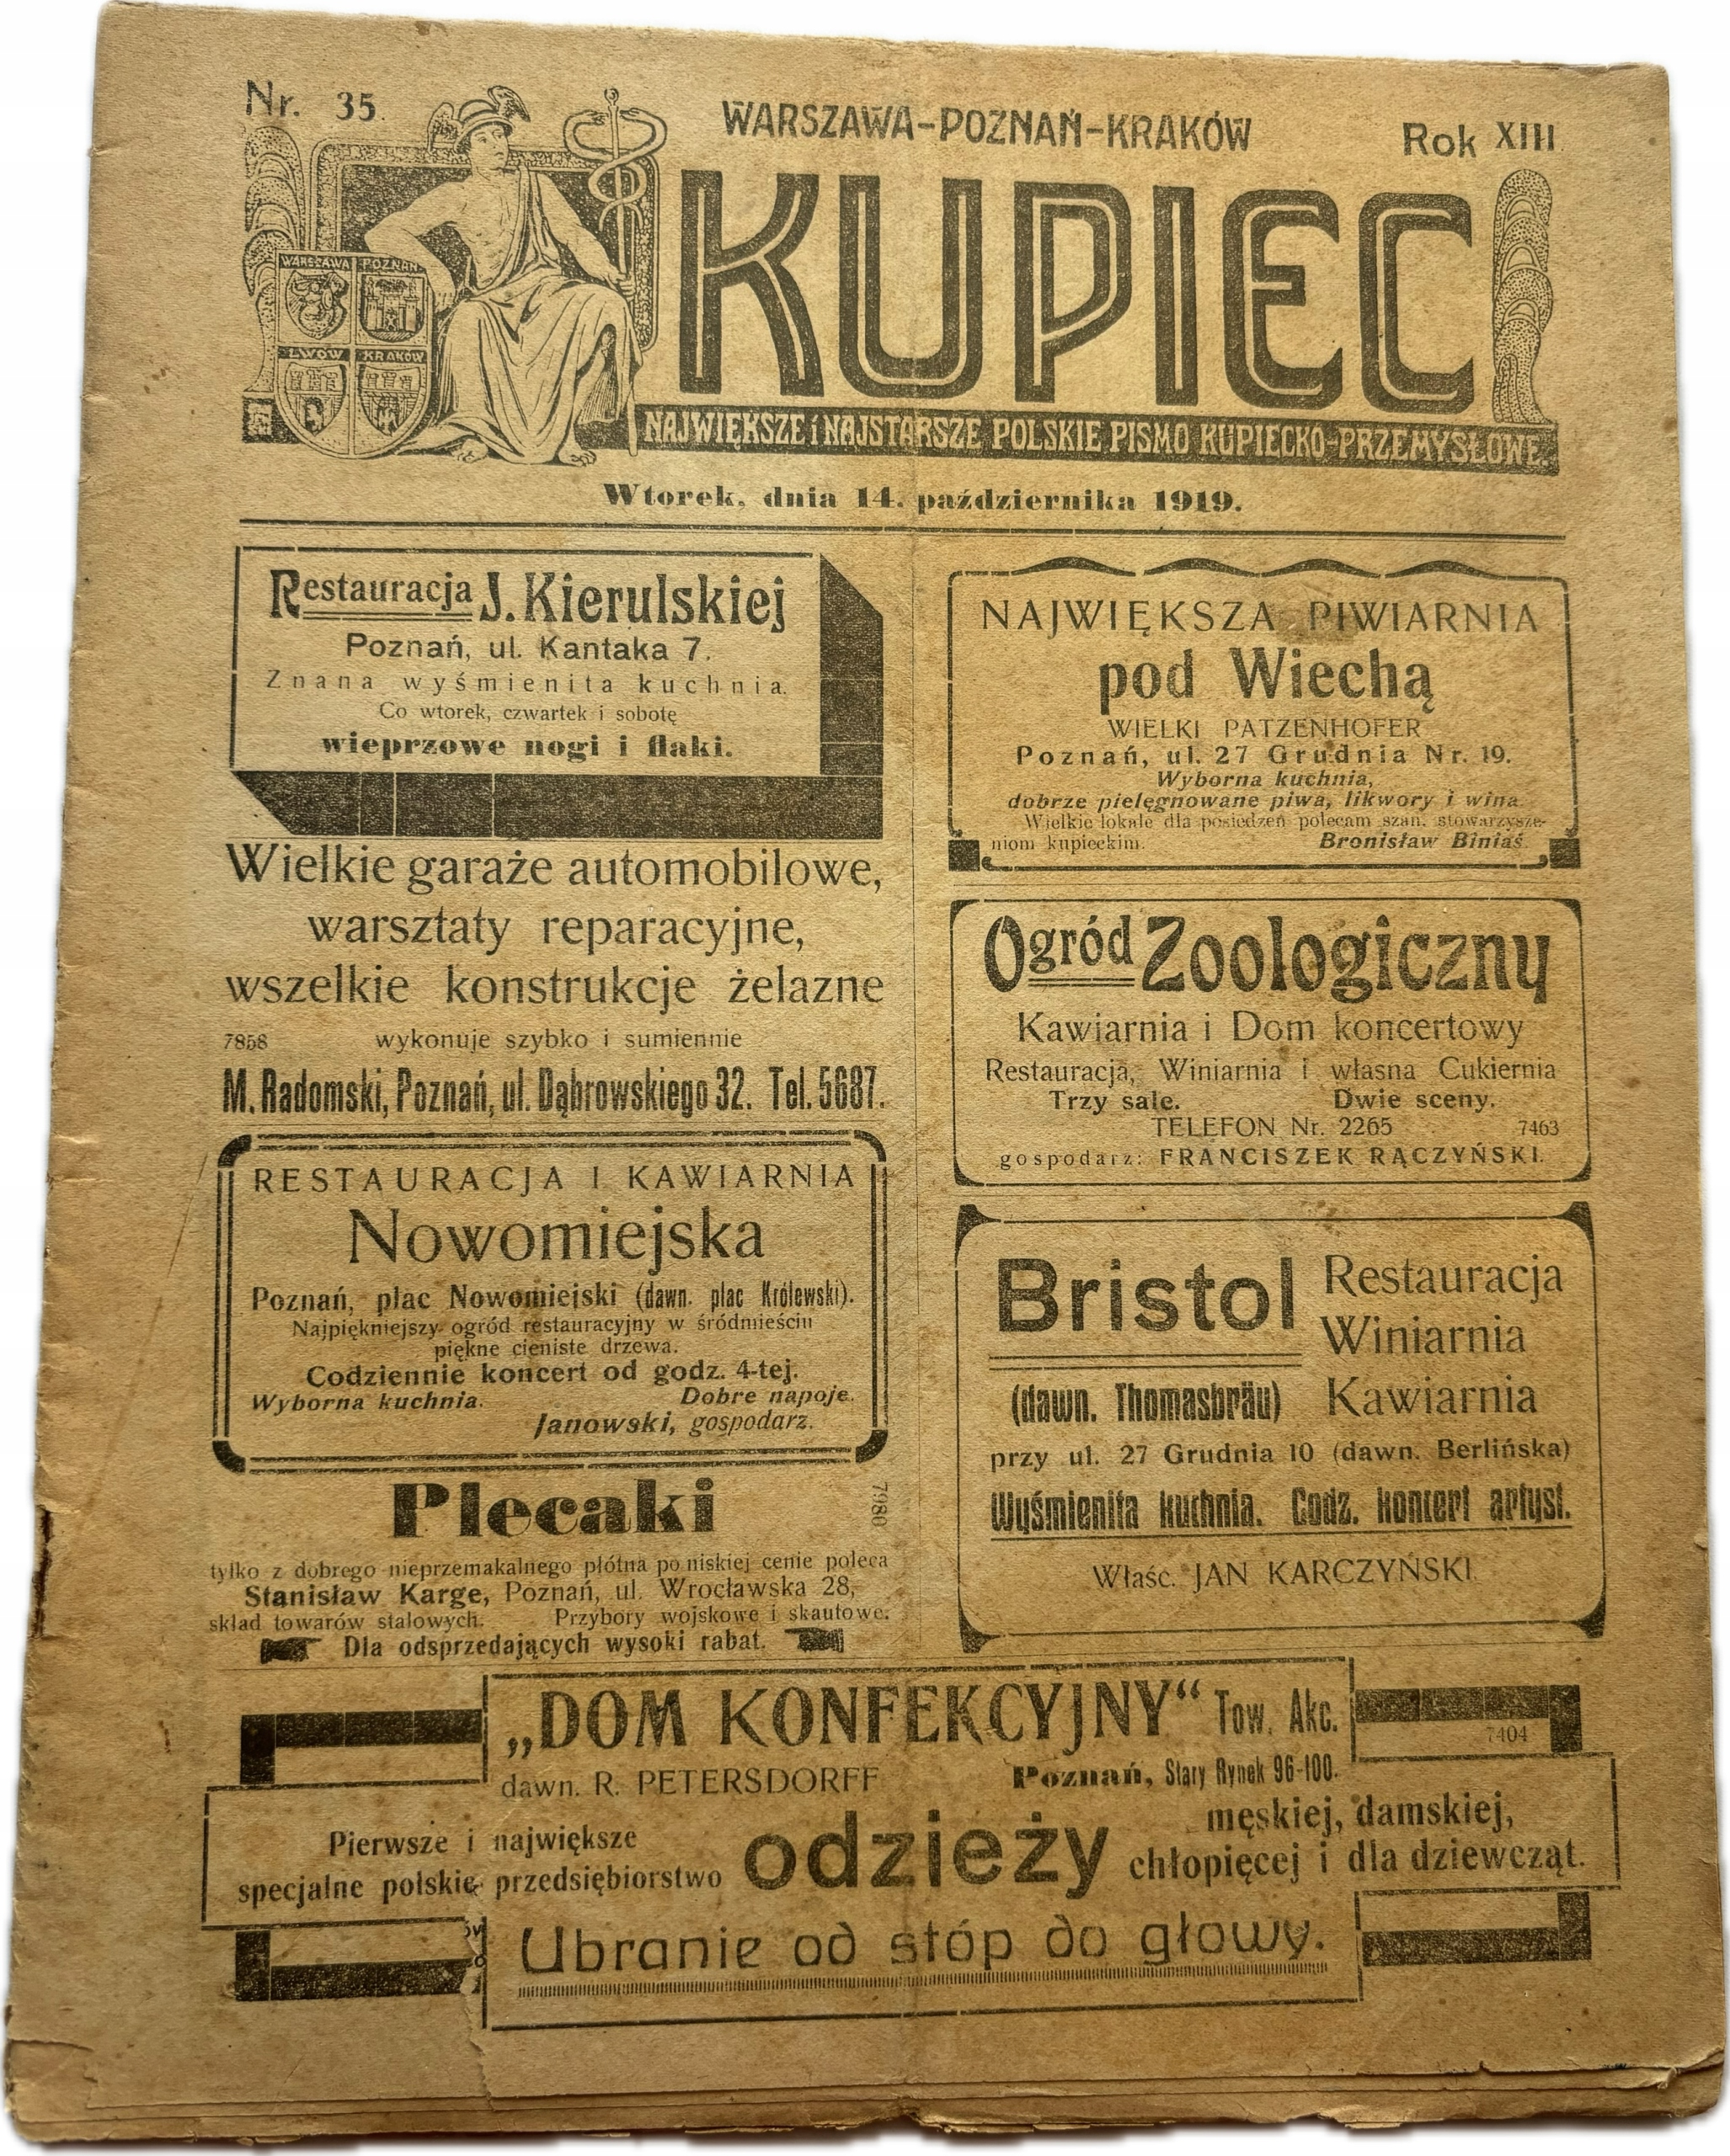 Nr. 35.
WARSZAWA-POZNAŃ-KRAKÓW
Rok XIII
WARSZAWA POZNAŃ
LWÓW KRAKÓW
KUPIEC
NAJWIĘKSZE i NAJSTARSZE POLSKIE PISMO KUPIECKO-PRZEMYSŁOWE.
Wtorek, dnia 14. października 1919.
Restauracja J. Kierulskiej
Poznań, ul. Kantaka 7.
Znana wyśmienita kuchnia.
Co wtorek, czwartek i sobotę
wieprzowe nogi i flaki.
Wielkie garaże automobilowe,
warsztaty reparacyjne,
wszelkie konstrukcje żelazne
7858 wykonuje szybko i sumiennie
M. Radomski, Poznań, ul. Dąbrowskiego 32. Tel. 5687.
RESTAURACJA I KAWIARNIA
Nowomiejska
Poznań, plac Nowomiejski (dawn. plac Królewski).
Najpiękniejszy ogród restauracyjny w śródmieściu
piękne cieniste drzewa.
Codziennie koncert od godz. 4-tej.
Wyborna kuchnia. Dobre napoje.
Janowski, gospodarz.
Plecaki
7980
tylko z dobrego nieprzemakalnego płótna po niskiej cenie poleca
Stanisław Karge, Poznań, ul. Wrocławska 28,
skład towarów stalowych. Przybory wojskowe i skautowe.
Dla odsprzedających wysoki rabat.
NAJWIĘKSZA PIWIARNIA
pod Wiechą
WIELKI PATZENHOFER
Poznań, ul. 27 Grudnia Nr. 19.
Wyborna kuchnia,
dobrze pielęgnowane piwa, likwory i wina.
Wielkie lokale dla posiedzeń polecam szan. stowarzysze-
niom kupieckim. Bronisław Biniaś.
Ogród Zoologiczny
Kawiarnia i Dom koncertowy
Restauracja, Winiarnia i własna Cukiernia
Trzy sale. Dwie sceny.
TELEFON Nr. 2265 7463
gospodarz: FRANCISZEK RĄCZYŃSKI.
Bristol Restauracja
Winiarnia
(dawn. Thomasbräu) Kawiarnia
przy ul. 27 Grudnia 10 (dawn. Berlińska)
Wyśmienita kuchnia. Codz. koncert artyst.
Właśc. JAN KARCZYŃSKI.
„DOM KONFEKCYJNY“ Tow. Akc.
7404
dawn. R. PETERSDORFF Poznań, Stary Rynek 96-100.
Pierwsze i największe
specjalne polskie przedsiębiorstwo
odzieży
męskiej, damskiej,
chłopięcej i dla dziewcząt.
Ubranie od stóp do głowy.